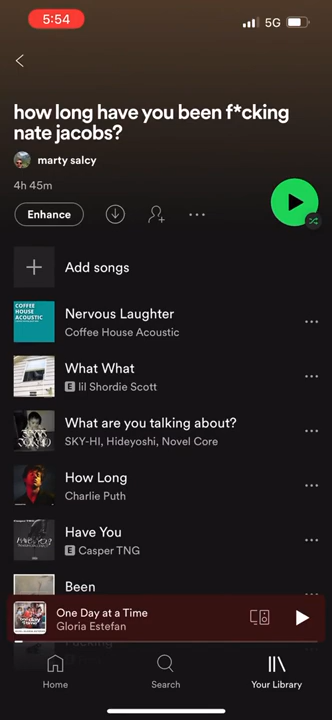 5:54
5G
how long have you been f*cking
nate jacobs?
marty salcy
4h 45m
Enhance
Add songs
COFFEE
HOUSE
ACOUSTIC
Nervous Laughter
Coffee House Acoustic
What What
E lil Shordie Scott
What are you talking about?
SKY-HI, Hideyoshi, Novel Core
How Long
Charlie Puth
Have You
E Casper TNG
Been
One Day at a Time
Gloria Estefan
Home
Search
Your Library